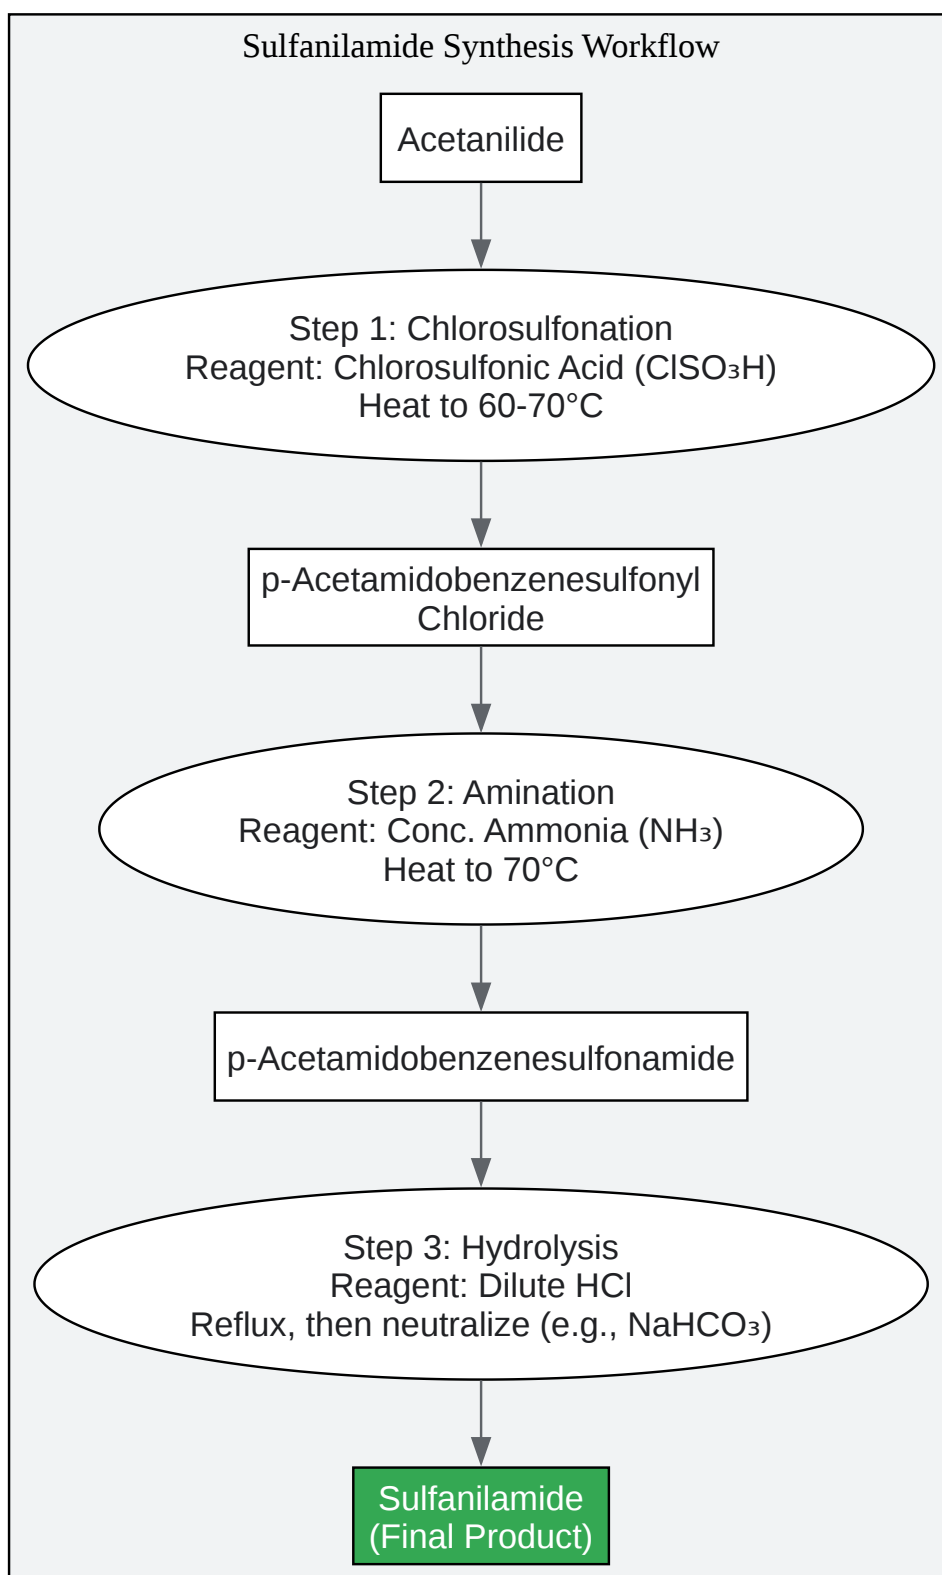 Sulfanilamide Synthesis Workflow
Acetanilide
Step 1: Chlorosulfonation
Reagent: Chlorosulfonic Acid (ClSO₃H)
Heat to 60-70°C
p-Acetamidobenzenesulfonyl
Chloride
Step 2: Amination
Reagent: Conc. Ammonia (NH₃)
Heat to 70°C
p-Acetamidobenzenesulfonamide
Step 3: Hydrolysis
Reagent: Dilute HCl
Reflux, then neutralize (e.g., NaHCO₃)
Sulfanilamide
(Final Product)